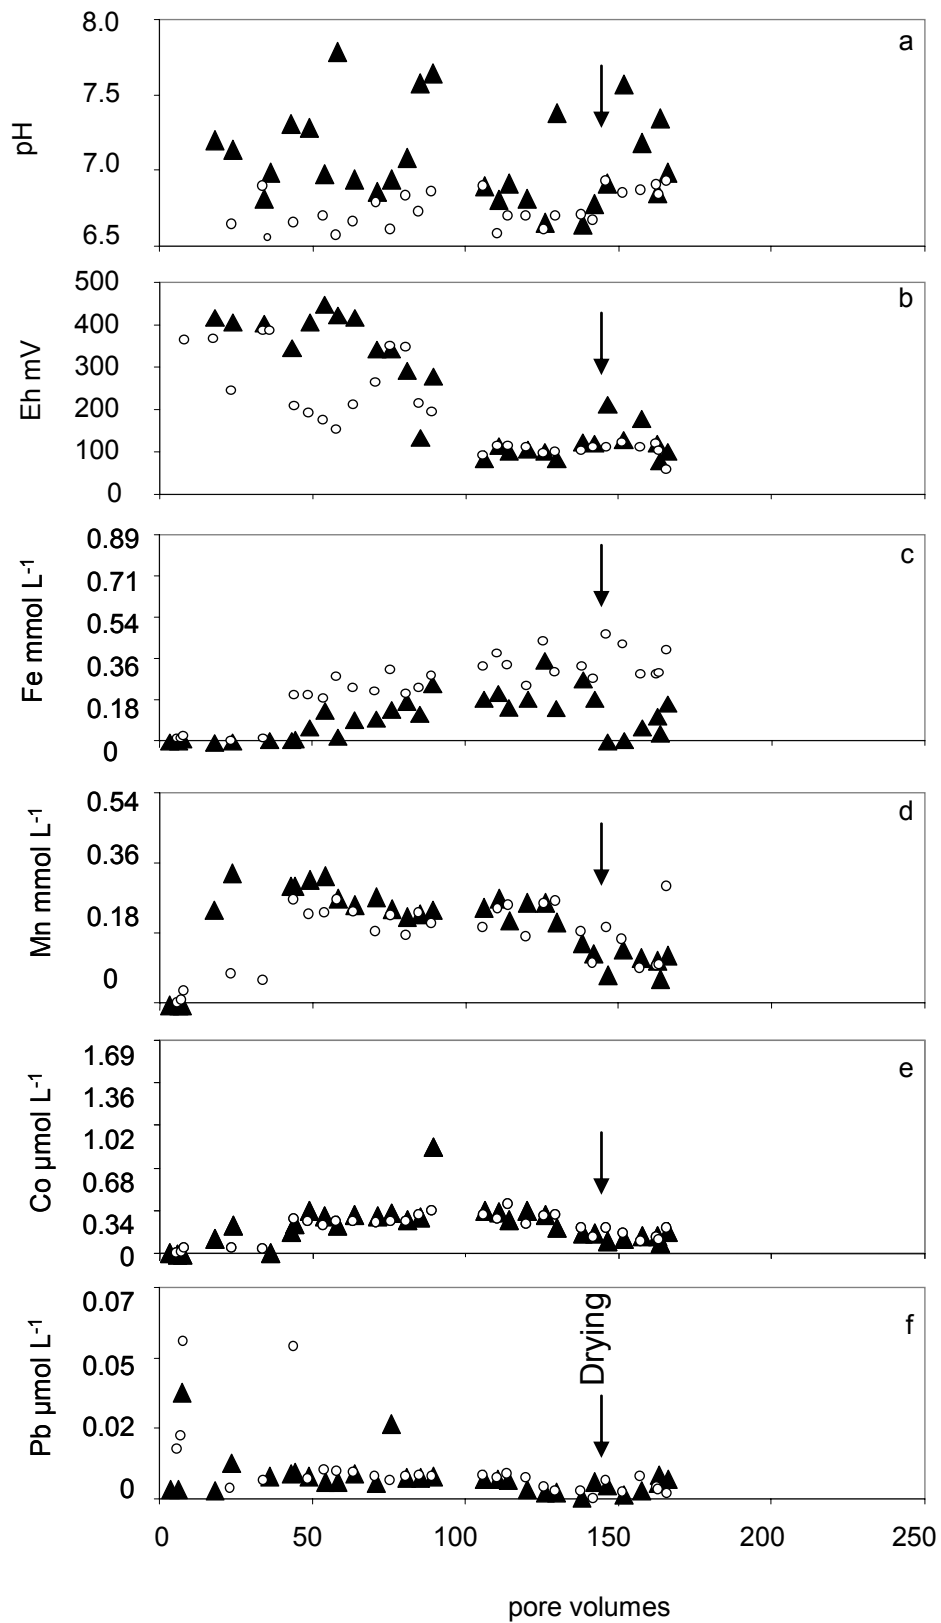 8.0
a
7.5
7.0
6.5
pH
500
b
400
300
200
100
0
Eh mV
0.89
c
0.71
0.54
0.36
0.18
0
Fe mmol L-1
0.54
d
0.36
0.18
0
Mn mmol L-1
1.69
e
1.36
1.02
0.68
0.34
0
Co µmol L-1
0.07
f
0.05
0.02
0
Pb µmol L-1
Drying
0 50 100 150 200 250
pore volumes